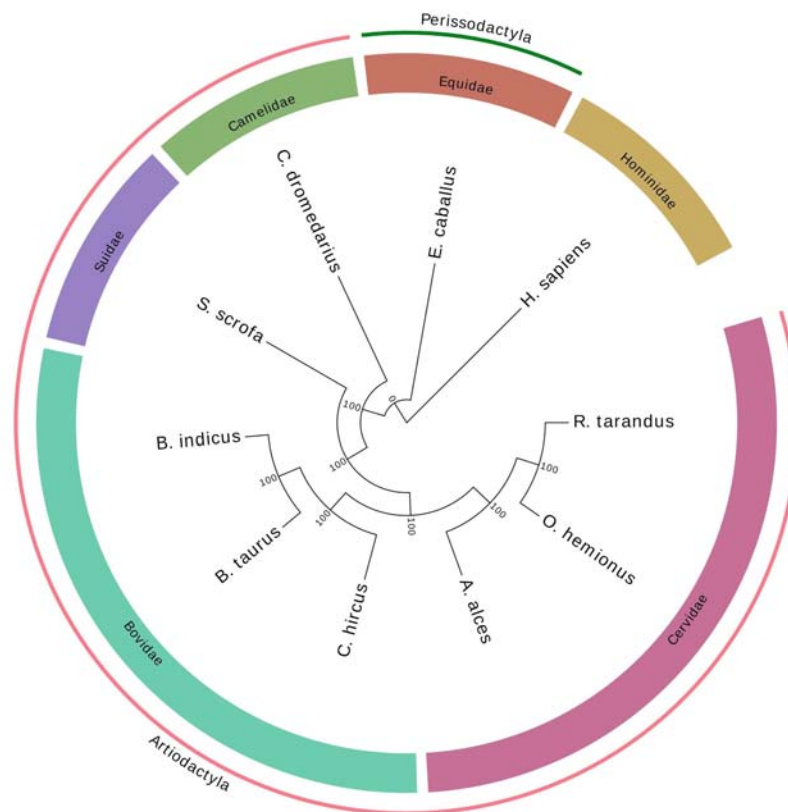 Perissodactyla
Equidae
Camelidae
Hominidae
Suidae
C. dromedarius
E. caballus
H. sapiens
S. scrofa
0
100
100
B. indicus
R. tarandus
100
100
B. taurus
100
100
100
O. hemionus
C. hircus
A. alces
Bovidae
Cervidae
Artiodactyla